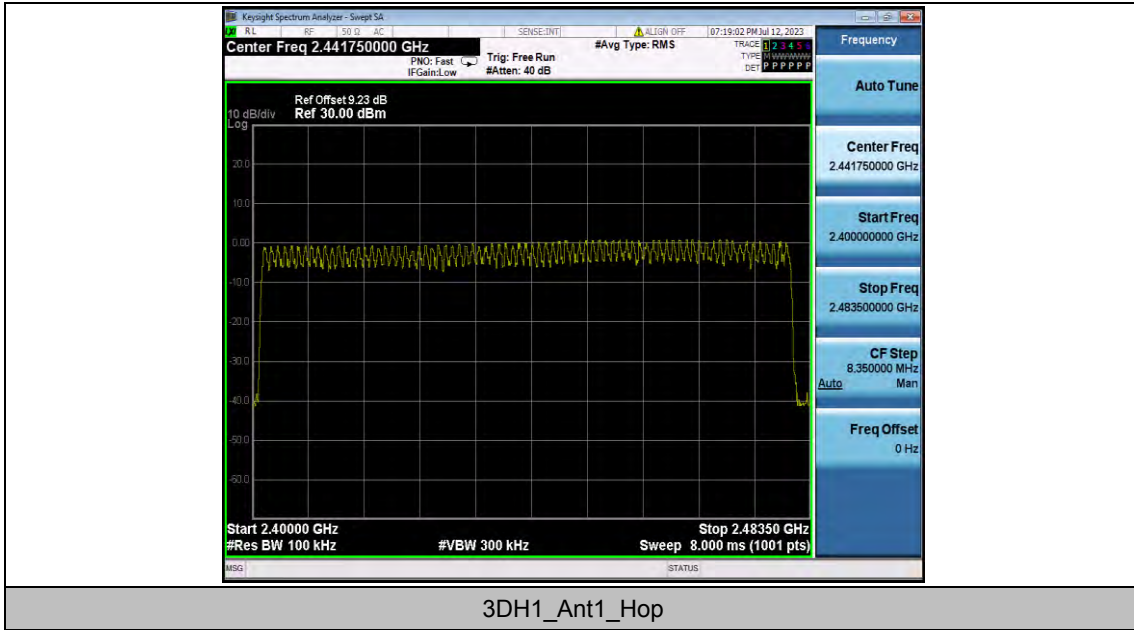 Keysight Spectrum Analyzer - Swept SA
RL RF 50 Ω AC SENSE:INT ALIGN OFF 07:19:02 PM Jul 12, 2023
Center Freq 2.441750000 GHz
PNO: Fast
IFGain:Low
Trig: Free Run
#Atten: 40 dB
#Avg Type: RMS
TRACE 1 2 3 4 5 6
TYPE M WWWWW
DET P P P P P P
Frequency
Auto Tune
Center Freq
2.441750000 GHz
Start Freq
2.400000000 GHz
Stop Freq
2.483500000 GHz
CF Step
8.350000 MHz
Auto Man
Freq Offset
0 Hz
Ref Offset 9.23 dB
10 dB/div Ref 30.00 dBm
Log
20.0
10.0
0.00
-10.0
-20.0
-30.0
-40.0
-50.0
-60.0
Start 2.40000 GHz Stop 2.48350 GHz
#Res BW 100 kHz #VBW 300 kHz Sweep 8.000 ms (1001 pts)
MSG STATUS
3DH1_Ant1_Hop